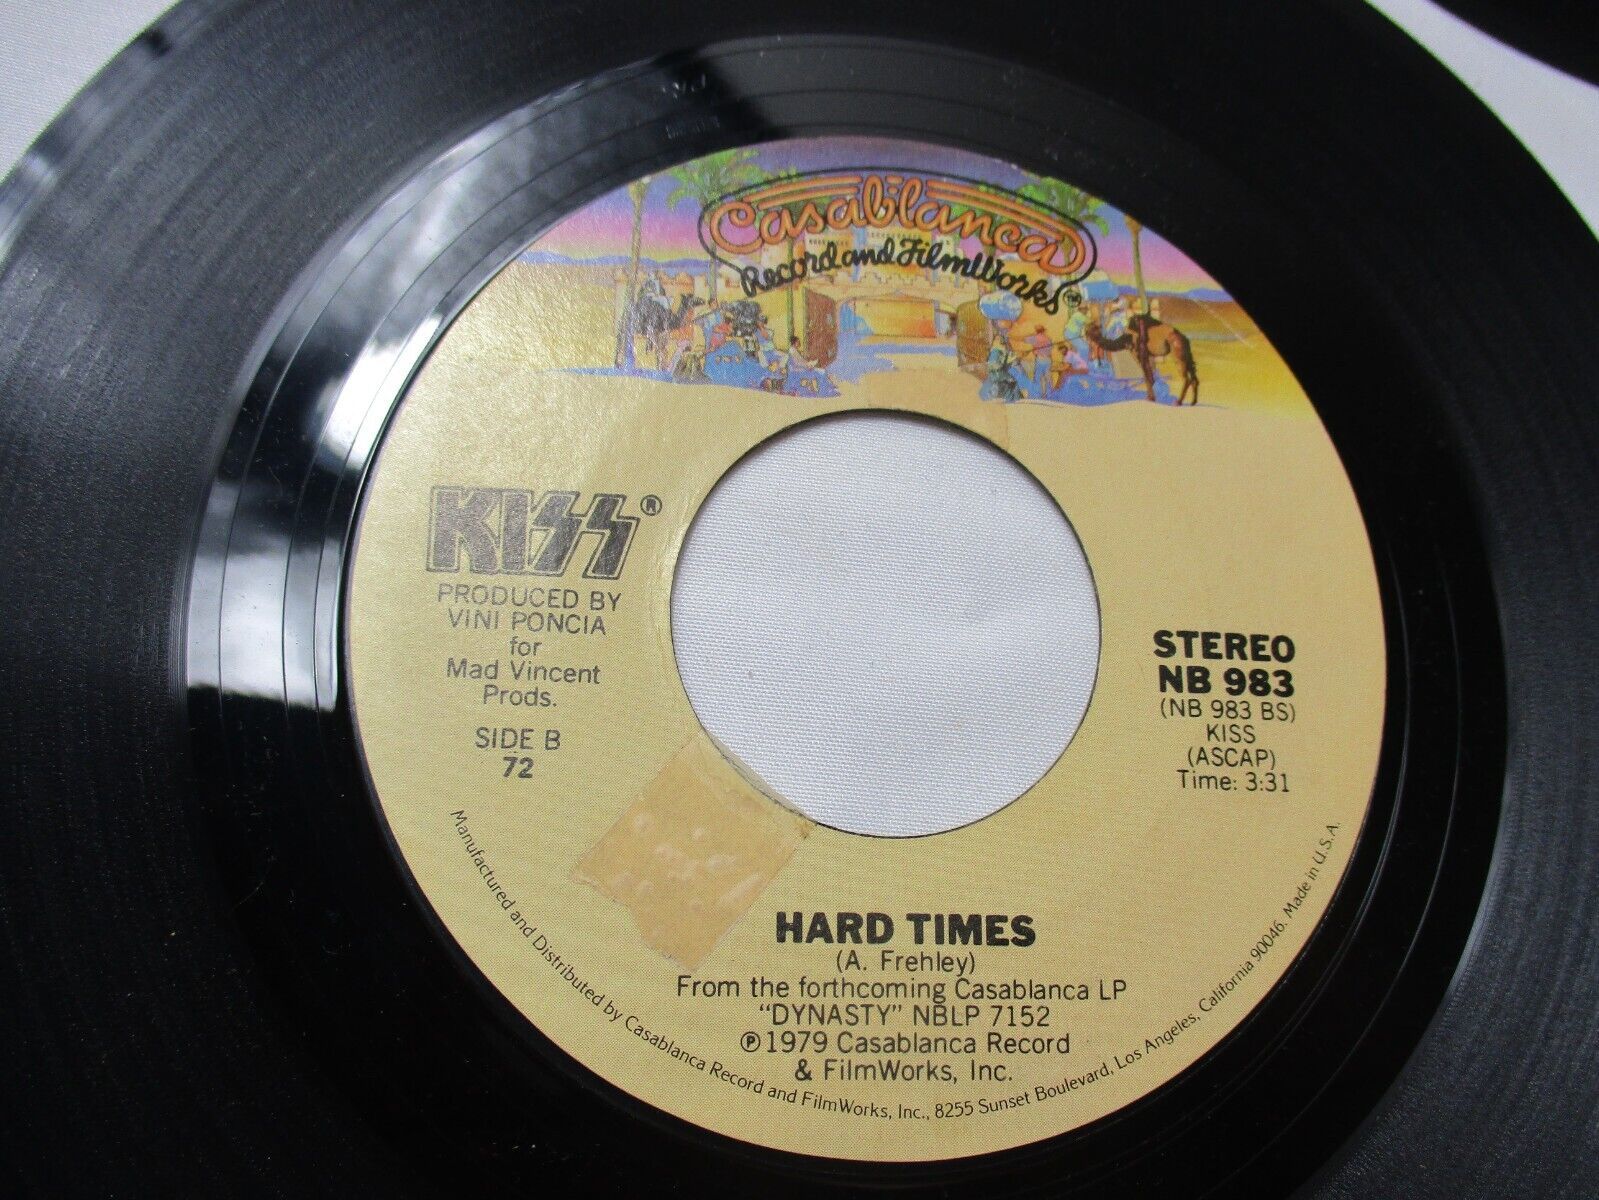 Casablanca
Record and FilmWorks™
KISS®
PRODUCED BY
VINI PONCIA
for
Mad Vincent
Prods.
SIDE B
72
STEREO
NB 983
(NB 983 BS)
KISS
(ASCAP)
Time: 3:31
HARD TIMES
(A. Frehley)
From the forthcoming Casablanca LP
“DYNASTY” NBLP 7152
℗1979 Casablanca Record
& FilmWorks, Inc.
Manufactured and Distributed by Casablanca Record and FilmWorks, Inc., 8255 Sunset Boulevard, Los Angeles, California 90046. Made in U.S.A.